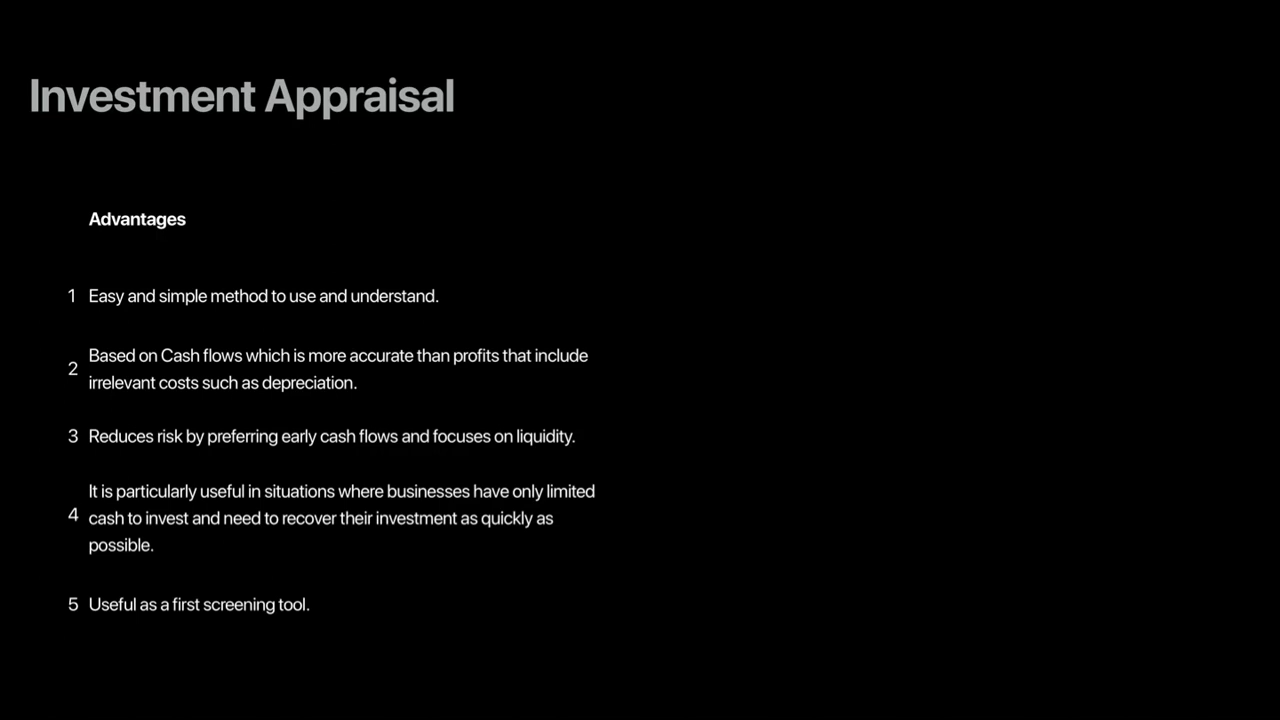 Investment Appraisal
Advantages
1 Easy and simple method to use and understand.
2 Based on Cash flows which is more accurate than profits that include
irrelevant costs such as depreciation.
3 Reduces risk by preferring early cash flows and focuses on liquidity.
4 It is particularly useful in situations where businesses have only limited
cash to invest and need to recover their investment as quickly as
possible.
5 Useful as a first screening tool.